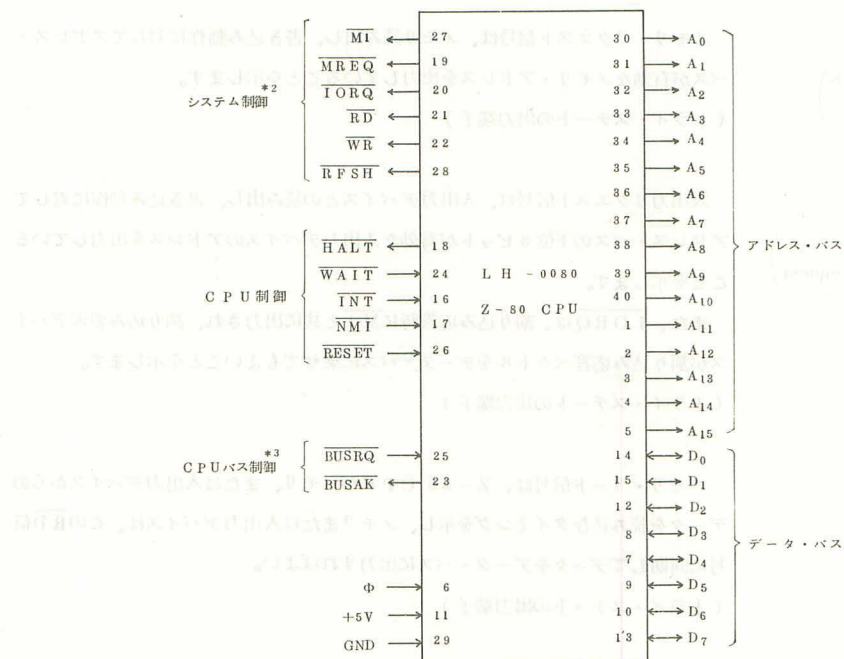 M1 27
MREQ 19
IORQ 20
RD 21
WR 22
RFSH 28
システム制御*2
HALT 18
WAIT 24
INT 16
NMI 17
RESET 26
CPU制御
BUSRQ 25
BUSAK 23
CPUバス制御*3
Φ 6
+5V 11
GND 29
LH-0080
Z-80 CPU
30 A0
31 A1
32 A2
33 A3
34 A4
35 A5
36 A6
37 A7
38 A8
39 A9
40 A10
1 A11
2 A12
3 A13
4 A14
5 A15
アドレス・バス
14 D0
15 D1
12 D2
8 D3
7 D4
9 D5
10 D6
13 D7
データ・バス